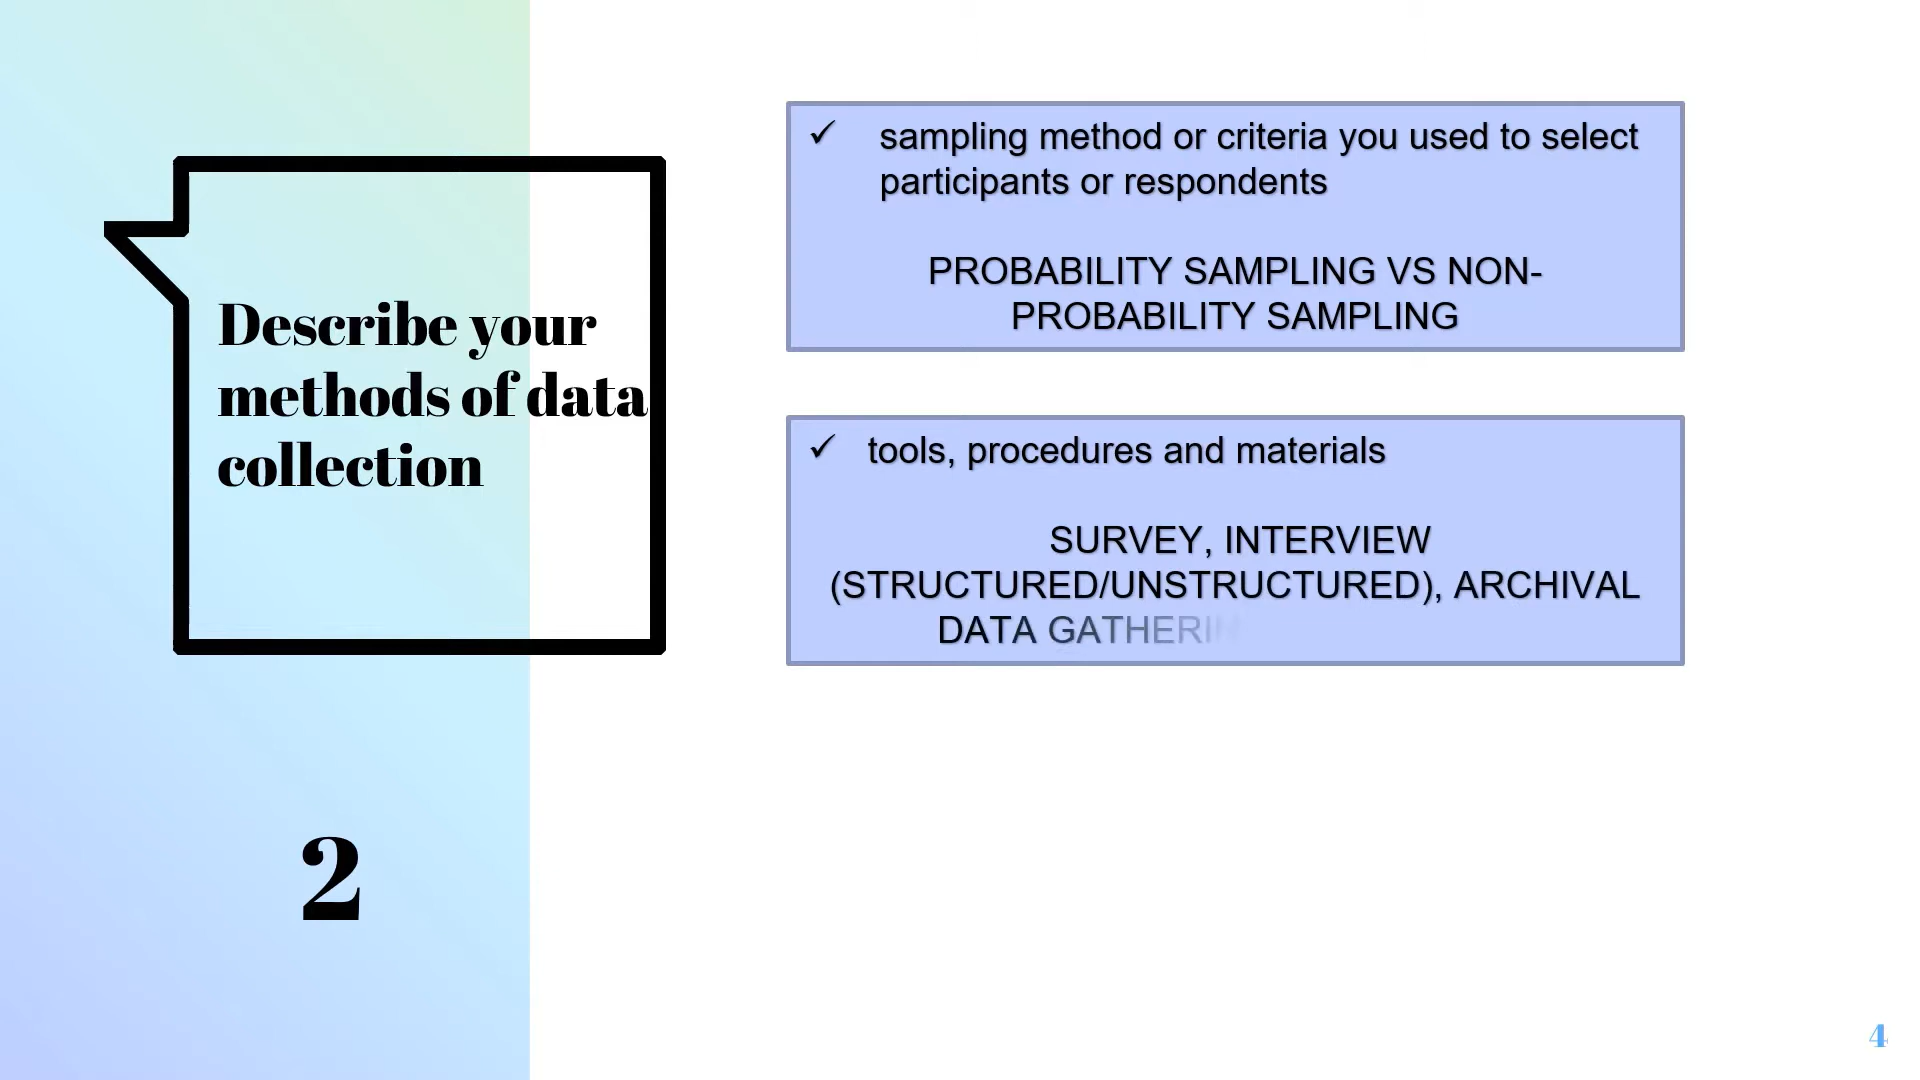 Describe your
methods of data
collection
2
✓ sampling method or criteria you used to select
participants or respondents
PROBABILITY SAMPLING VS NON-
PROBABILITY SAMPLING
✓ tools, procedures and materials
SURVEY, INTERVIEW
(STRUCTURED/UNSTRUCTURED), ARCHIVAL
DATA GATHERIN
4